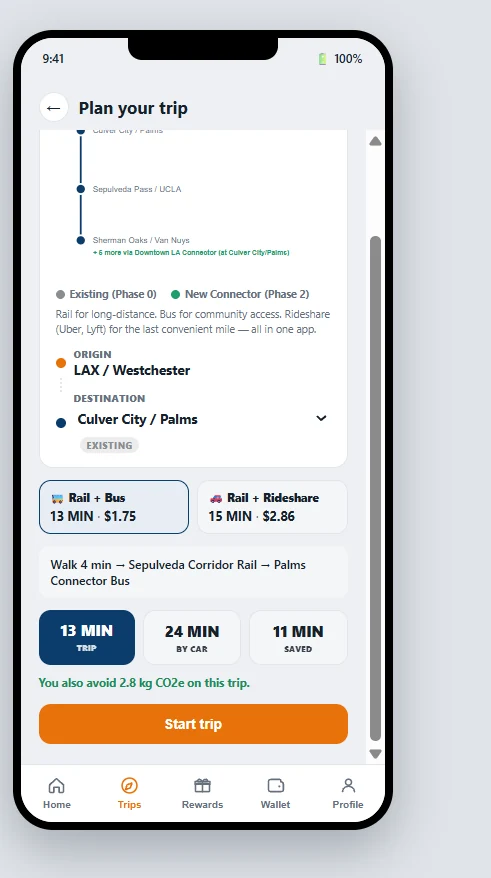 9:41
100%
← Plan your trip
Culver City / Palms
Sepulveda Pass / UCLA
Sherman Oaks / Van Nuys
+ 6 more via Downtown LA Connector (at Culver City/Palms)
Existing (Phase 0) New Connector (Phase 2)
Rail for long-distance. Bus for community access. Rideshare
(Uber, Lyft) for the last convenient mile — all in one app.
ORIGIN
LAX / Westchester
DESTINATION
Culver City / Palms
EXISTING
Rail + Bus
13 MIN · $1.75
Rail + Rideshare
15 MIN · $2.86
Walk 4 min → Sepulveda Corridor Rail → Palms
Connector Bus
13 MIN
TRIP
24 MIN
BY CAR
11 MIN
SAVED
You also avoid 2.8 kg CO2e on this trip.
Start trip
Home
Trips
Rewards
Wallet
Profile